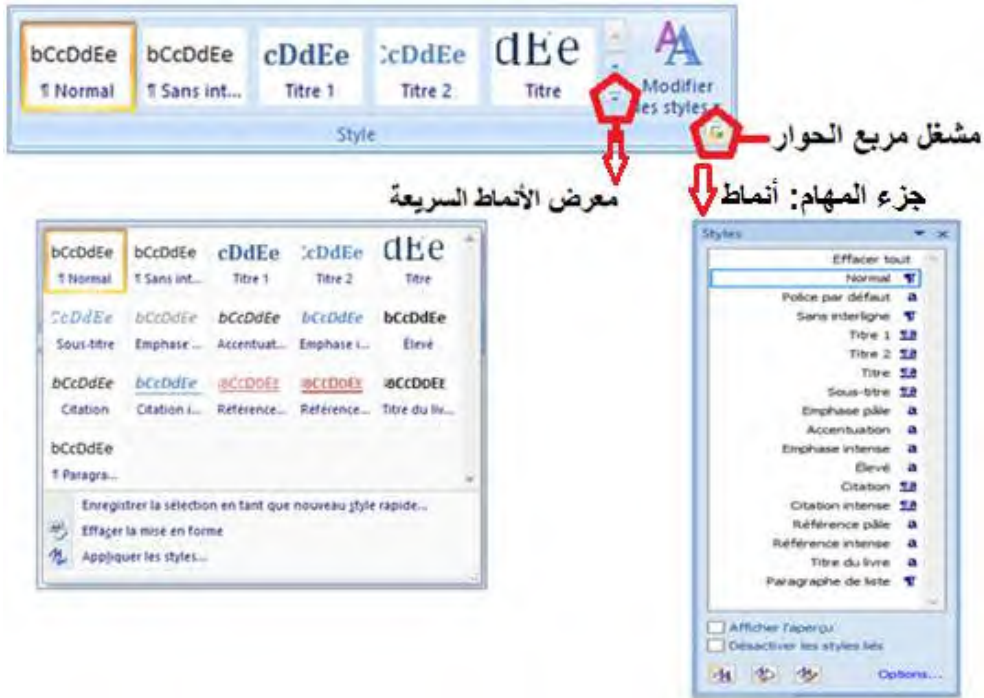 bCcDdEe bCcDdEe cDdEe cDdEe dEe
¶ Normal ¶ Sans int... Titre 1 Titre 2 Titre
Modifier
les styles
Style
مشغل مربع الحوار
معرض الأنماط السريعة
جزء المهام: أنماط
bCcDdEe bCcDdEe cDdEe cDdEe dEe
¶ Normal ¶ Sans int... Titre 1 Titre 2 Titre
CcDdEe bCcDdEe bCcDdEe bCcDdEe bCcDdEe
Sous-titre Emphase ... Accentuat... Emphase i... Élevé
bCcDdEe bCcDdEe BCCDDEE BCCDDEE BCCDDEE
Citation Citation i... Référence... Référence... Titre du liv...
bCcDdEe
¶ Paragra...
Enregistrer la sélection en tant que nouveau style rapide...
Effacer la mise en forme
Appliquer les styles...
Styles
Effacer tout
Normal ¶
Police par défaut a
Sans interligne ¶
Titre 1 ¶a
Titre 2 ¶a
Titre ¶a
Sous-titre ¶a
Emphase pâle a
Accentuation a
Emphase intense a
Élevé a
Citation ¶a
Citation intense ¶a
Référence pâle a
Référence intense a
Titre du livre a
Paragraphe de liste ¶
Afficher l'aperçu
Désactiver les styles liés
Options...